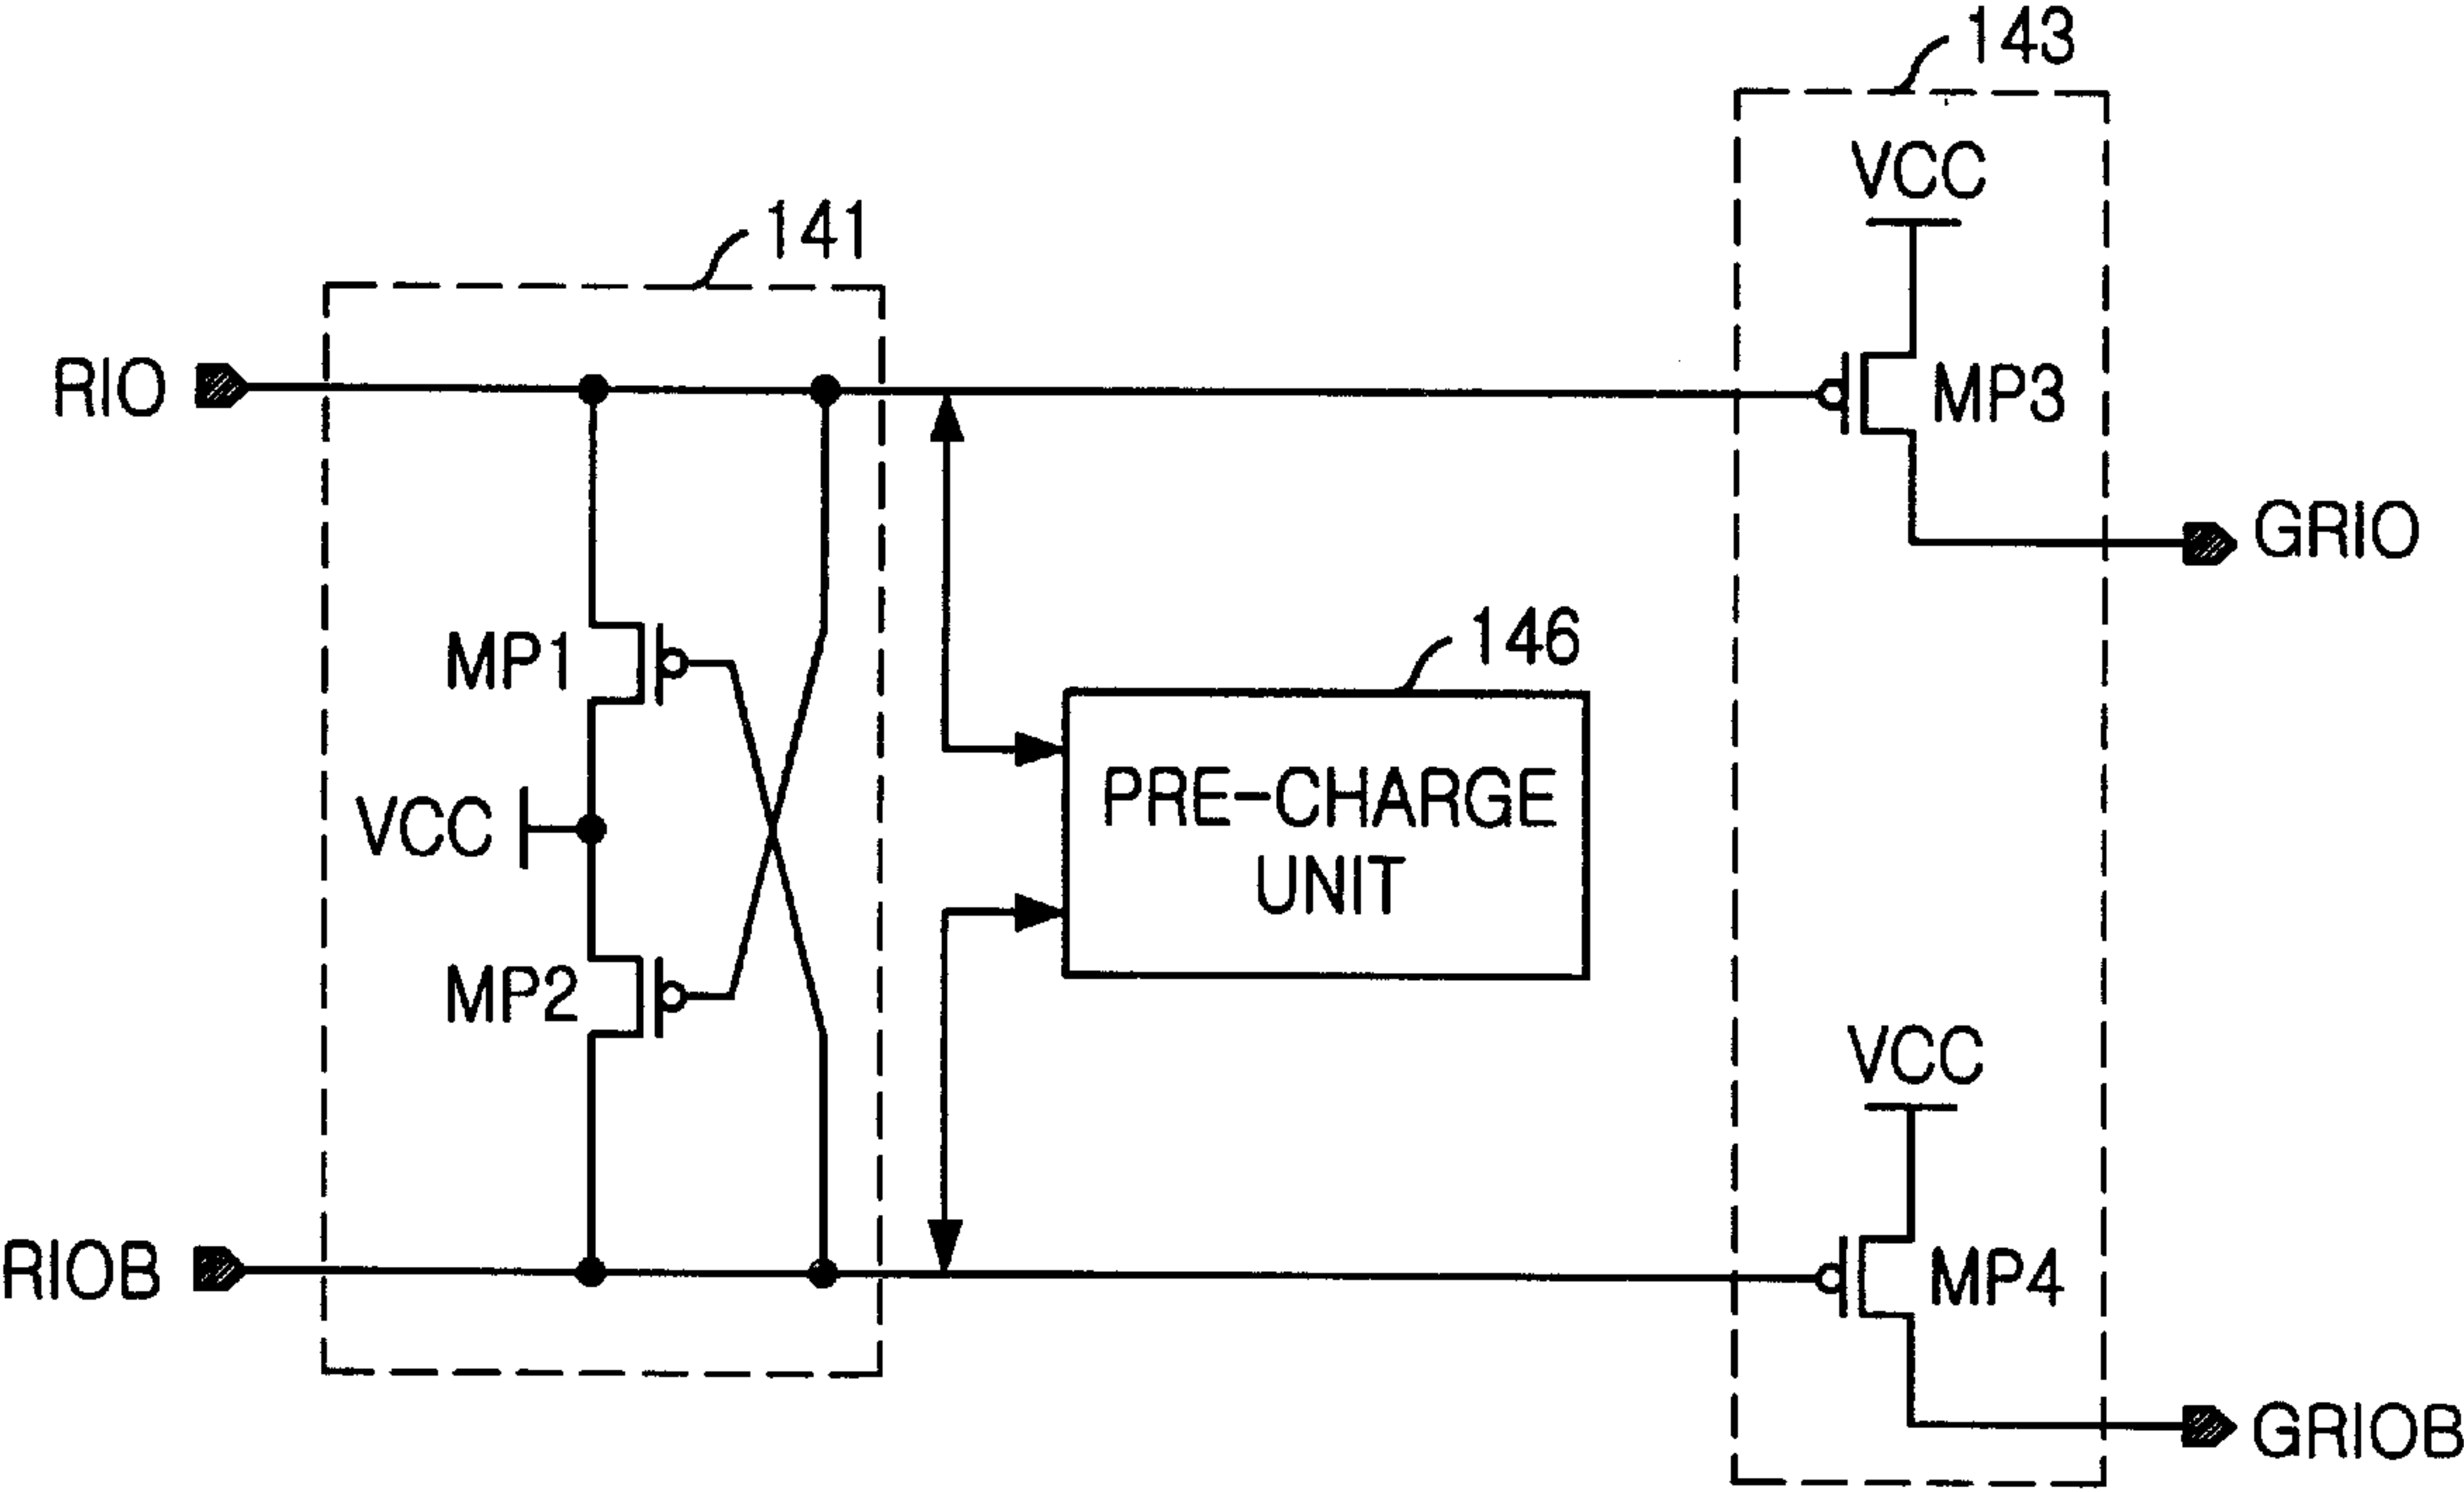 143
VCC
141
RIO
MP3
GRIO
146
MP1
PRE-CHARGE
UNIT
VCC
MP2
VCC
RIOB
MP4
GRIOB